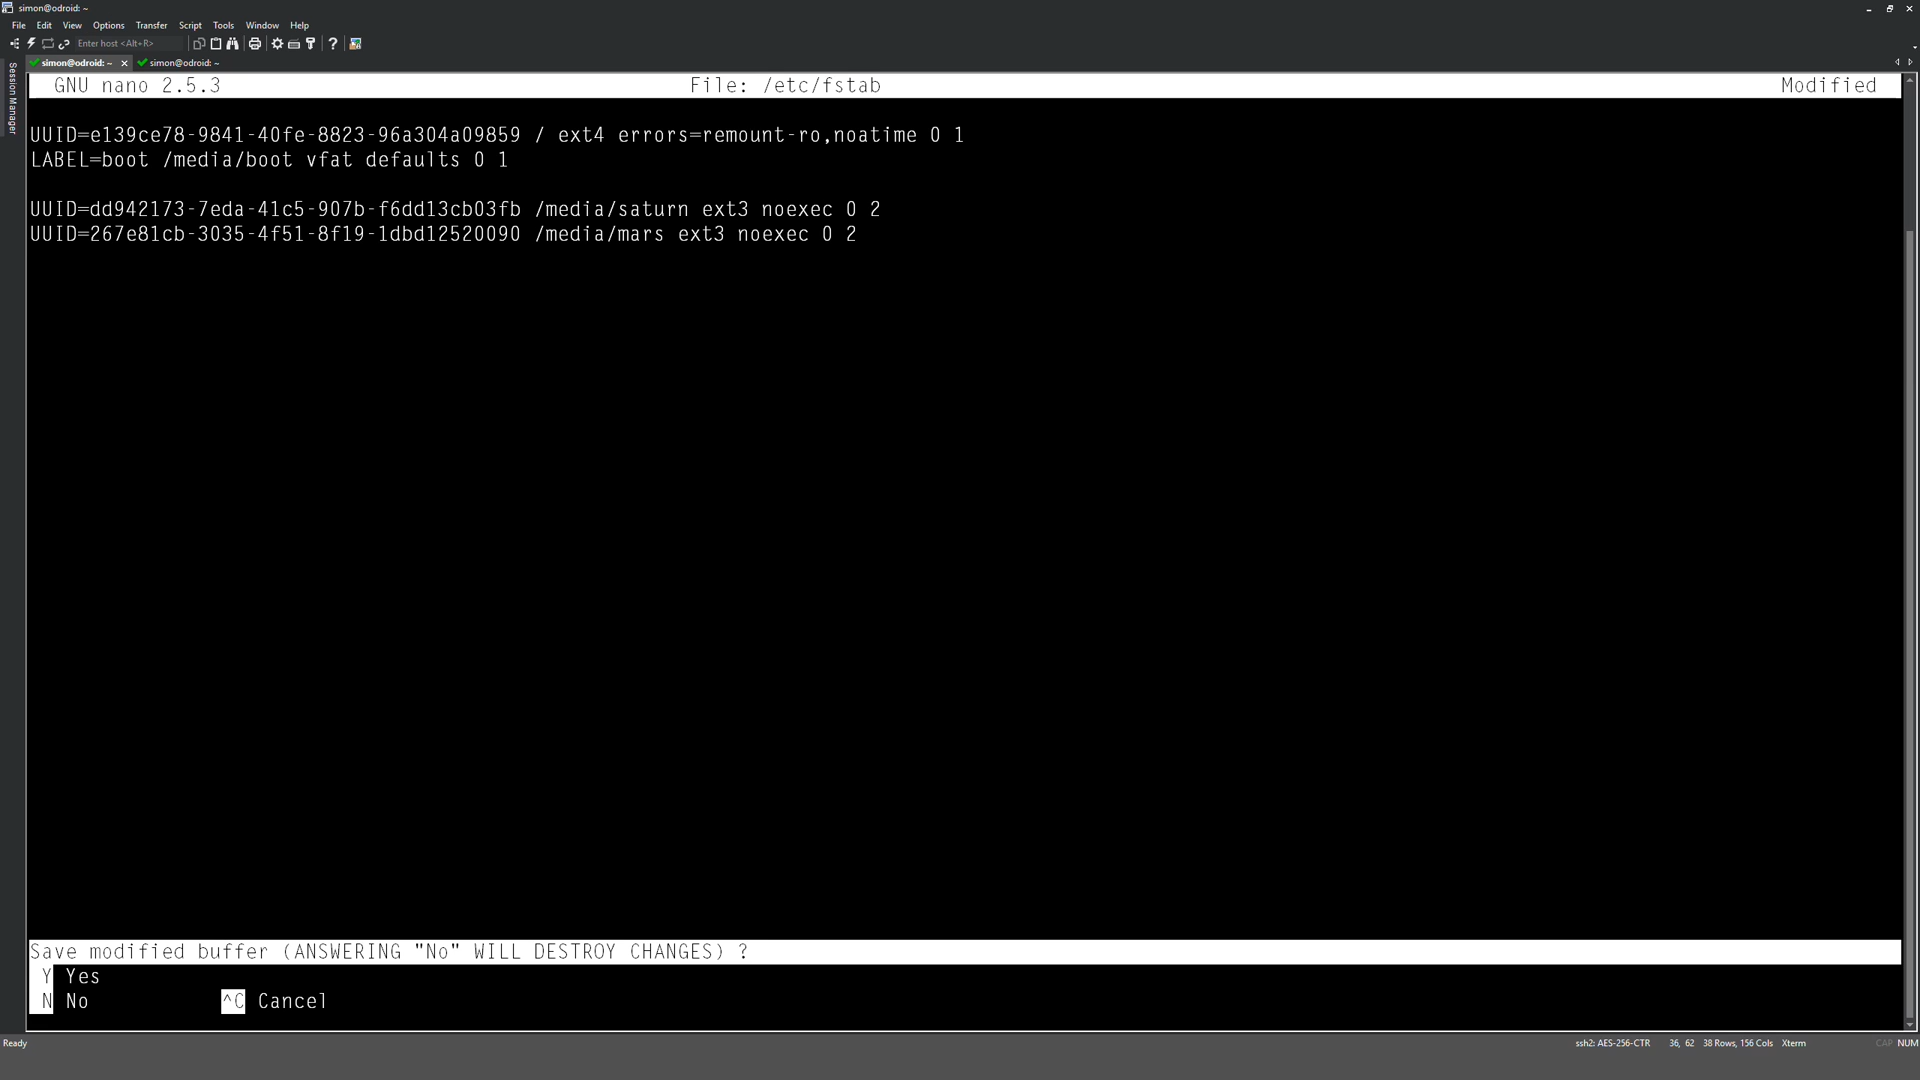 simon@odroid: ~
File Edit View Options Transfer Script Tools Window Help
Enter host <Alt+R>
simon@odroid: ~ simon@odroid: ~
Session Manager
GNU nano 2.5.3 File: /etc/fstab Modified
UUID=e139ce78-9841-40fe-8823-96a304a09859 / ext4 errors=remount-ro,noatime 0 1
LABEL=boot /media/boot vfat defaults 0 1
UUID=dd942173-7eda-41c5-907b-f6dd13cb03fb /media/saturn ext3 noexec 0 2
UUID=267e81cb-3035-4f51-8f19-1dbd12520090 /media/mars ext3 noexec 0 2
Save modified buffer (ANSWERING "No" WILL DESTROY CHANGES) ?
Y Yes
N No ^C Cancel
Ready ssh2: AES-256-CTR 36, 62 38 Rows, 156 Cols Xterm CAP NUM